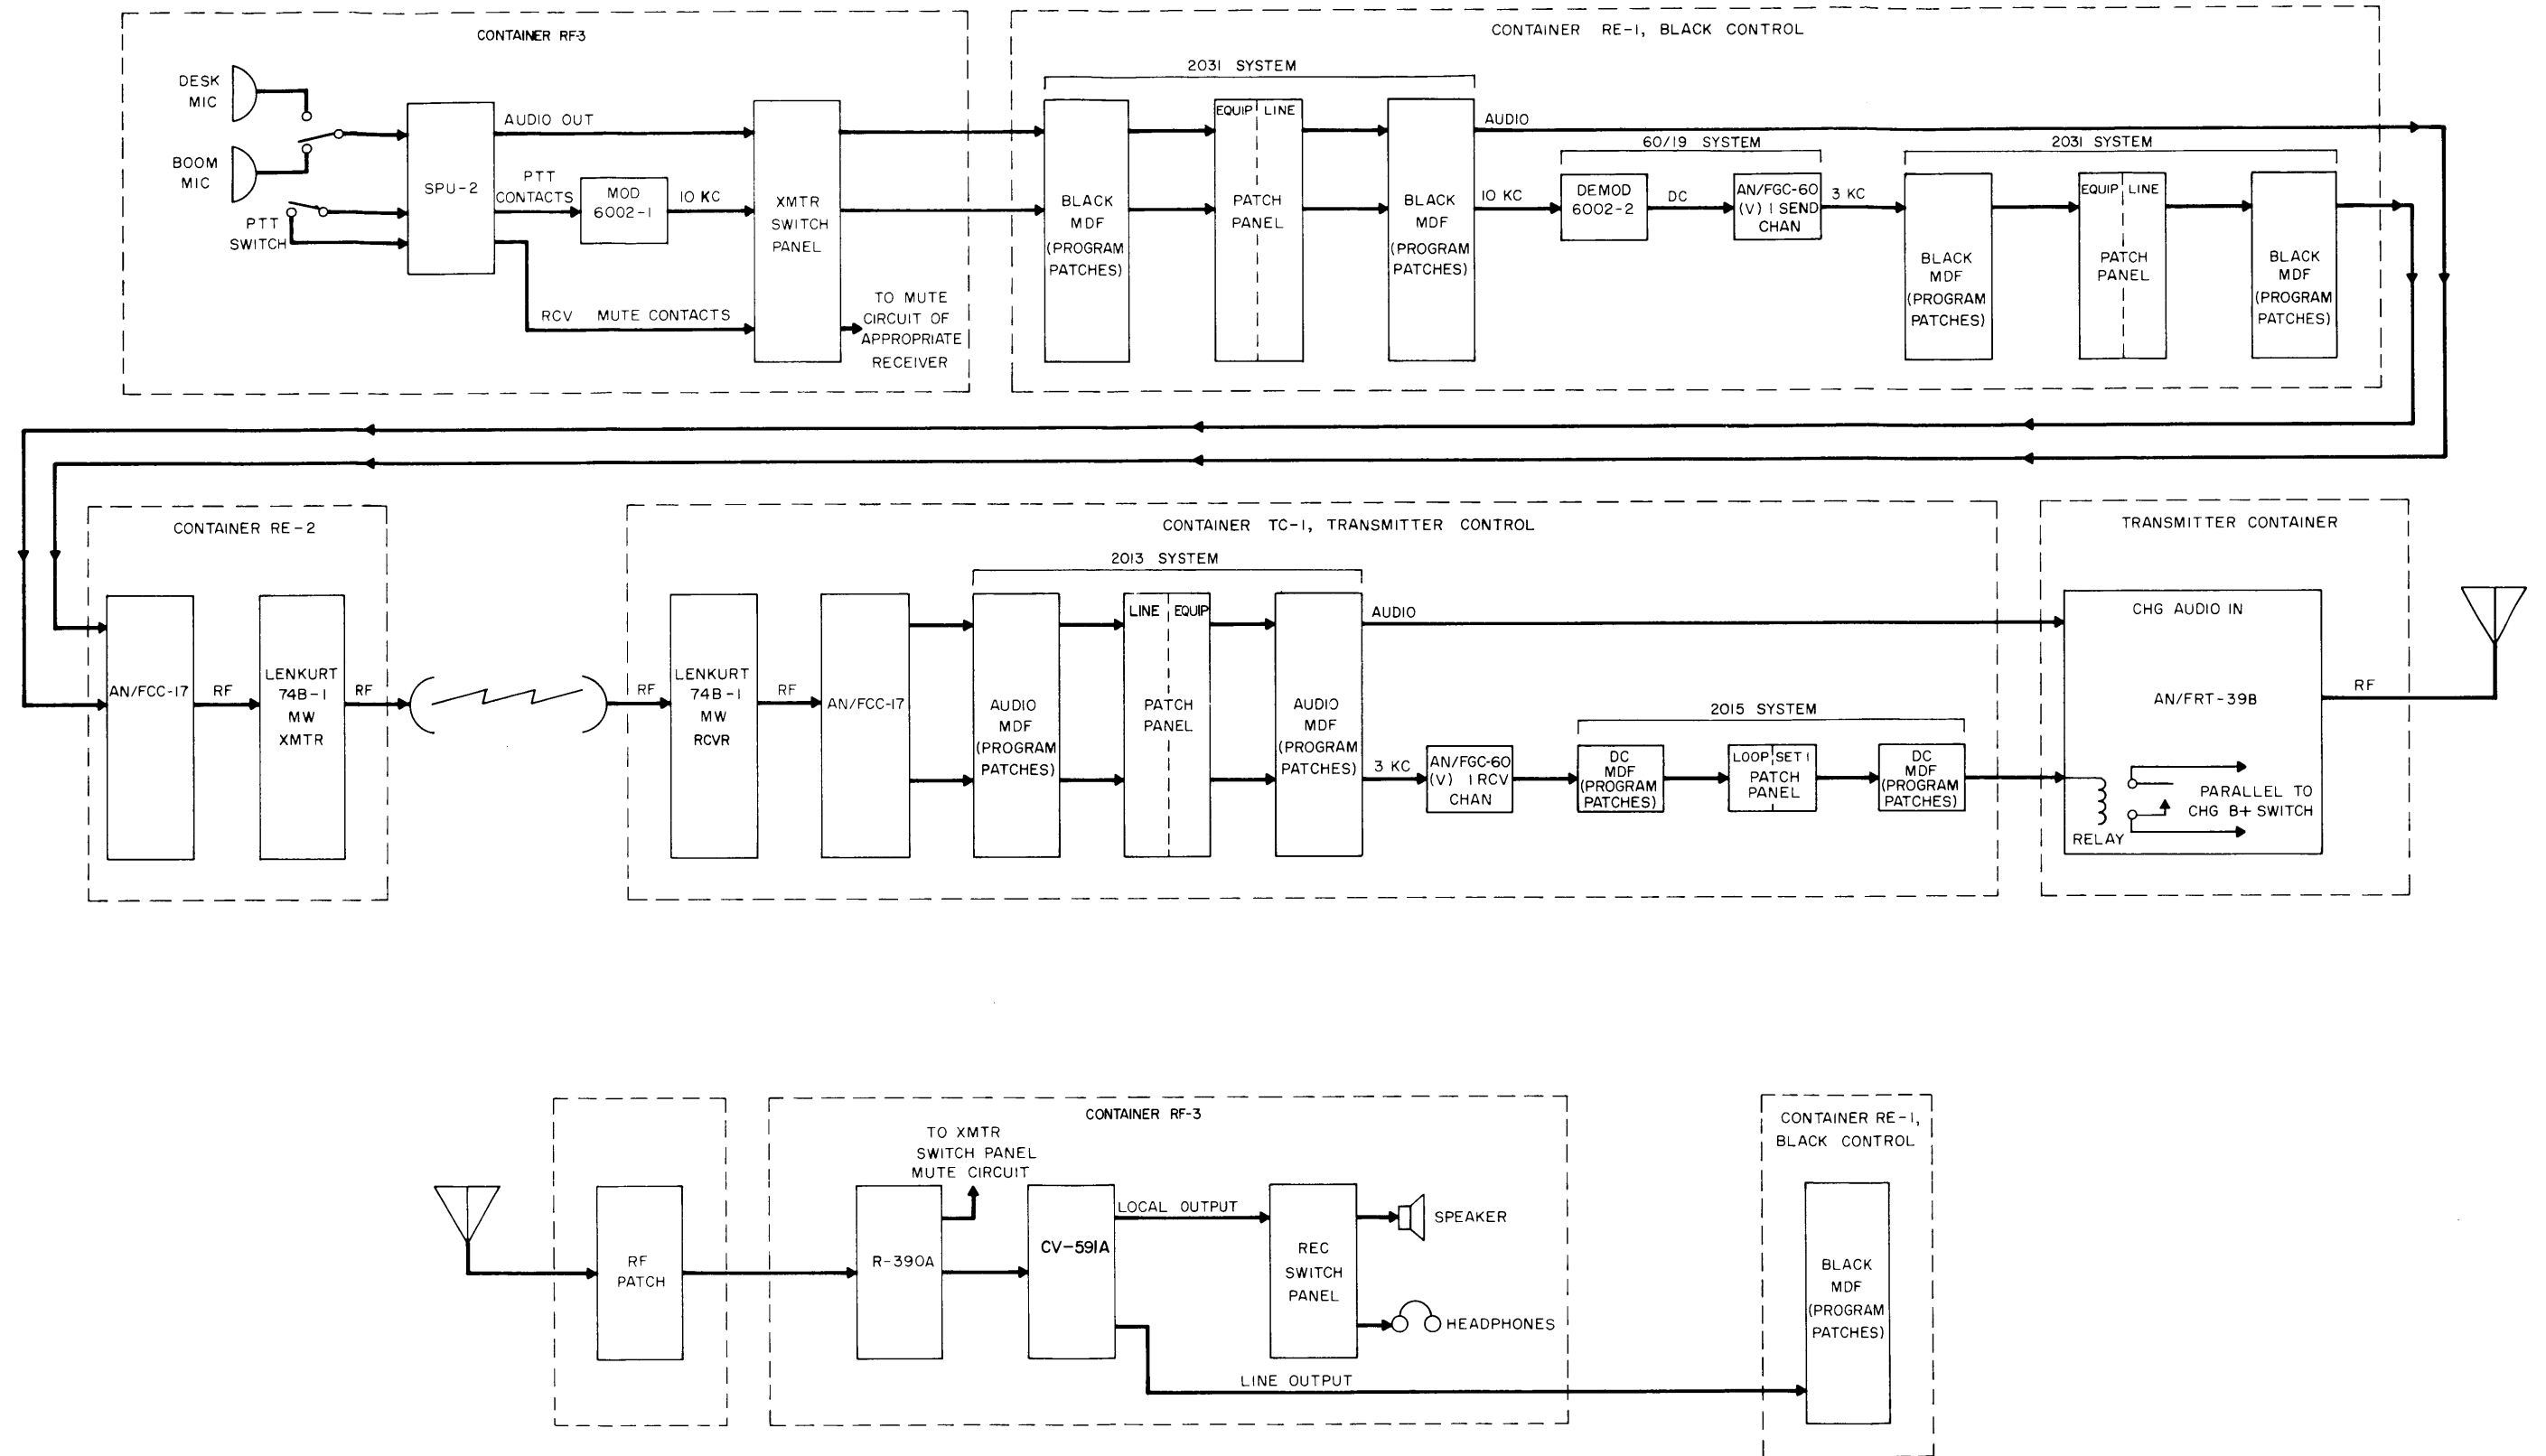 CONTAINER RF-3
DESK
MIC
BOOM
MIC
PTT
SWITCH
SPU-2
AUDIO OUT
PTT
CONTACTS
MOD
6002-1
10 KC
RCV MUTE CONTACTS
XMTR
SWITCH
PANEL
TO MUTE
CIRCUIT OF
APPROPRIATE
RECEIVER
CONTAINER RE-1, BLACK CONTROL
2031 SYSTEM
BLACK
MDF
(PROGRAM
PATCHES)
EQUIP LINE
PATCH
PANEL
BLACK
MDF
(PROGRAM
PATCHES)
AUDIO
10 KC
60/19 SYSTEM
DEMOD
6002-2
DC
AN/FGC-60
(V) 1 SEND
CHAN
3 KC
2031 SYSTEM
BLACK
MDF
(PROGRAM
PATCHES)
EQUIP LINE
PATCH
PANEL
BLACK
MDF
(PROGRAM
PATCHES)
CONTAINER RE-2
AN/FCC-17
RF
LENKURT
74B-1
MW
XMTR
RF
CONTAINER TC-1, TRANSMITTER CONTROL
RF
LENKURT
74B-1
MW
RCVR
RF
AN/FCC-17
2013 SYSTEM
AUDIO
MDF
(PROGRAM
PATCHES)
LINE EQUIP
PATCH
PANEL
AUDIO
MDF
(PROGRAM
PATCHES)
AUDIO
3 KC
AN/FGC-60
(V) 1 RCV
CHAN
2015 SYSTEM
DC
MDF
(PROGRAM
PATCHES)
LOOP SET 1
PATCH
PANEL
DC
MDF
(PROGRAM
PATCHES)
TRANSMITTER CONTAINER
CHG AUDIO IN
AN/FRT-39B
RELAY
PARALLEL TO
CHG B+ SWITCH
RF
RF
PATCH
CONTAINER RF-3
TO XMTR
SWITCH PANEL
MUTE CIRCUIT
R-390A
CV-591A
LOCAL OUTPUT
REC
SWITCH
PANEL
SPEAKER
HEADPHONES
LINE OUTPUT
CONTAINER RE-1,
BLACK CONTROL
BLACK
MDF
(PROGRAM
PATCHES)